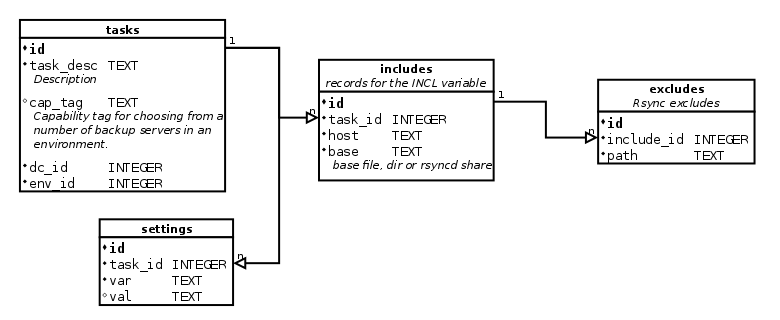 tasks
id
task_desc TEXT
Description
cap_tag TEXT
Capability tag for choosing from a
number of backup servers in an
environment.
dc_id INTEGER
env_id INTEGER
1
n
includes
records for the INCL variable
id
task_id INTEGER
host TEXT
base TEXT
base file, dir or rsyncd share
1
n
excludes
Rsync excludes
id
include_id INTEGER
path TEXT
settings
id
task_id INTEGER
var TEXT
val TEXT
n